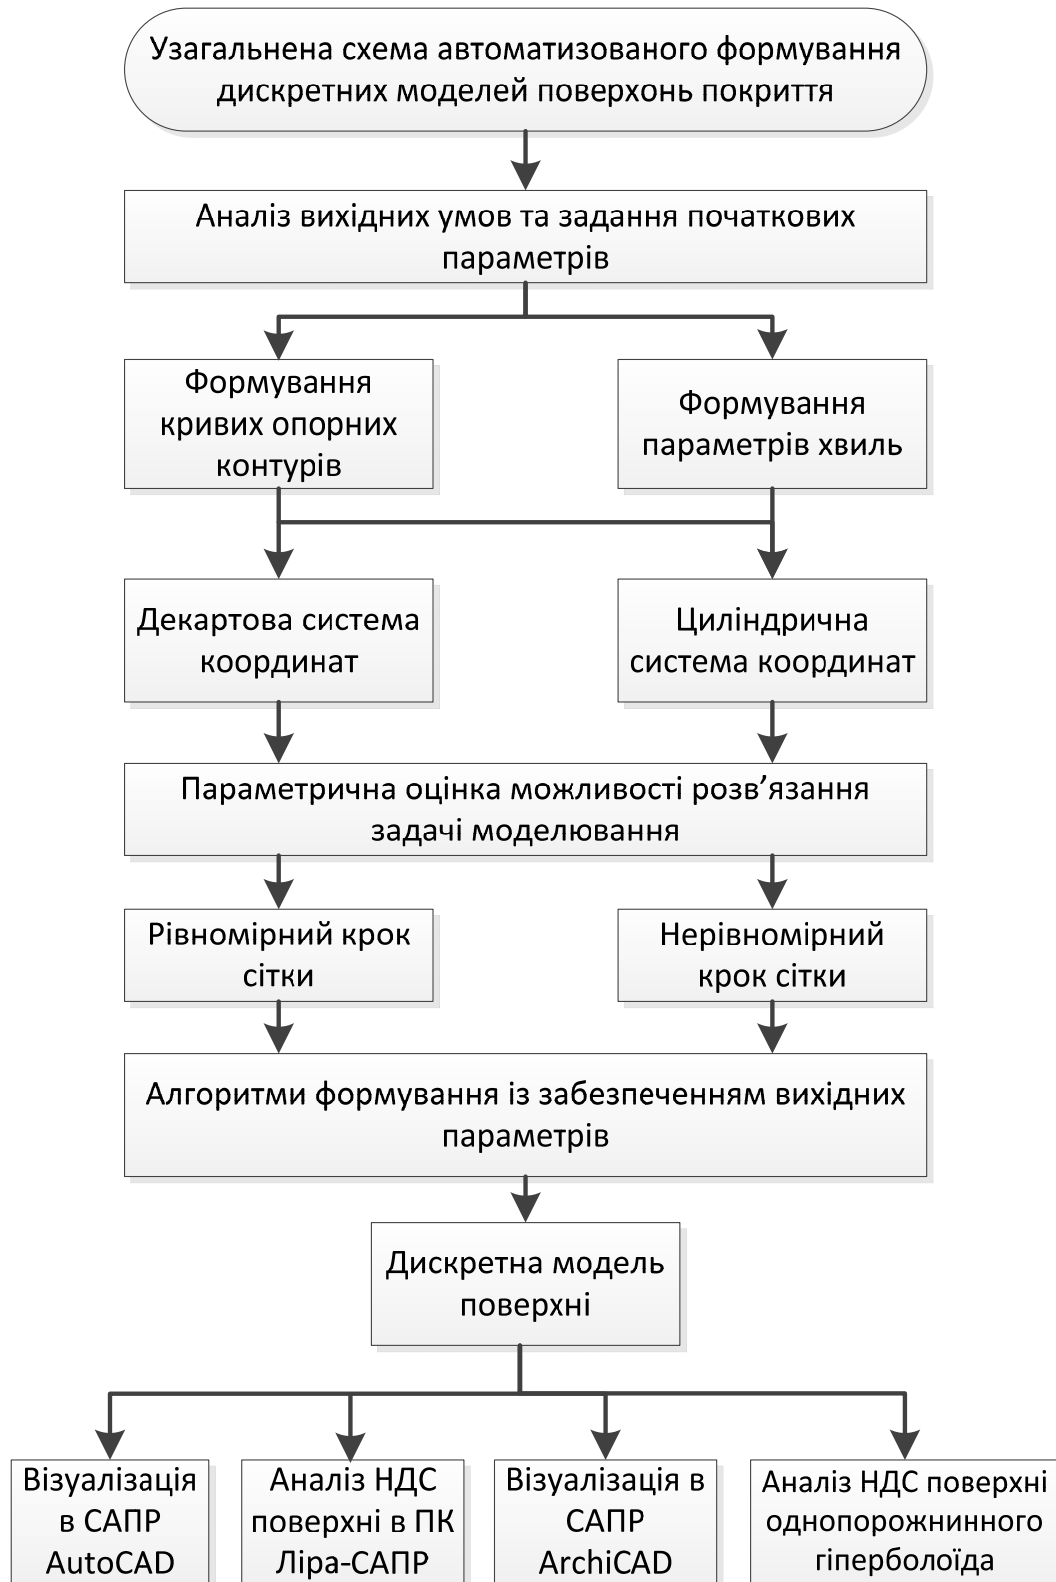 Узагальнена схема автоматизованого формування
дискретних моделей поверхонь покриття
Аналіз вихідних умов та задання початкових
параметрів
Формування
кривих опорних
контурів
Формування
параметрів хвиль
Декартова система
координат
Циліндрична
система координат
Параметрична оцінка можливості розв’язання
задачі моделювання
Рівномірний крок
сітки
Нерівномірний
крок сітки
Алгоритми формування із забезпеченням вихідних
параметрів
Дискретна модель
поверхні
Візуалізація
в САПР
AutoCAD
Аналіз НДС
поверхні в ПК
Ліра-САПР
Візуалізація в
САПР
ArchiCAD
Аналіз НДС поверхні
однопорожнинного
гіперболоїда